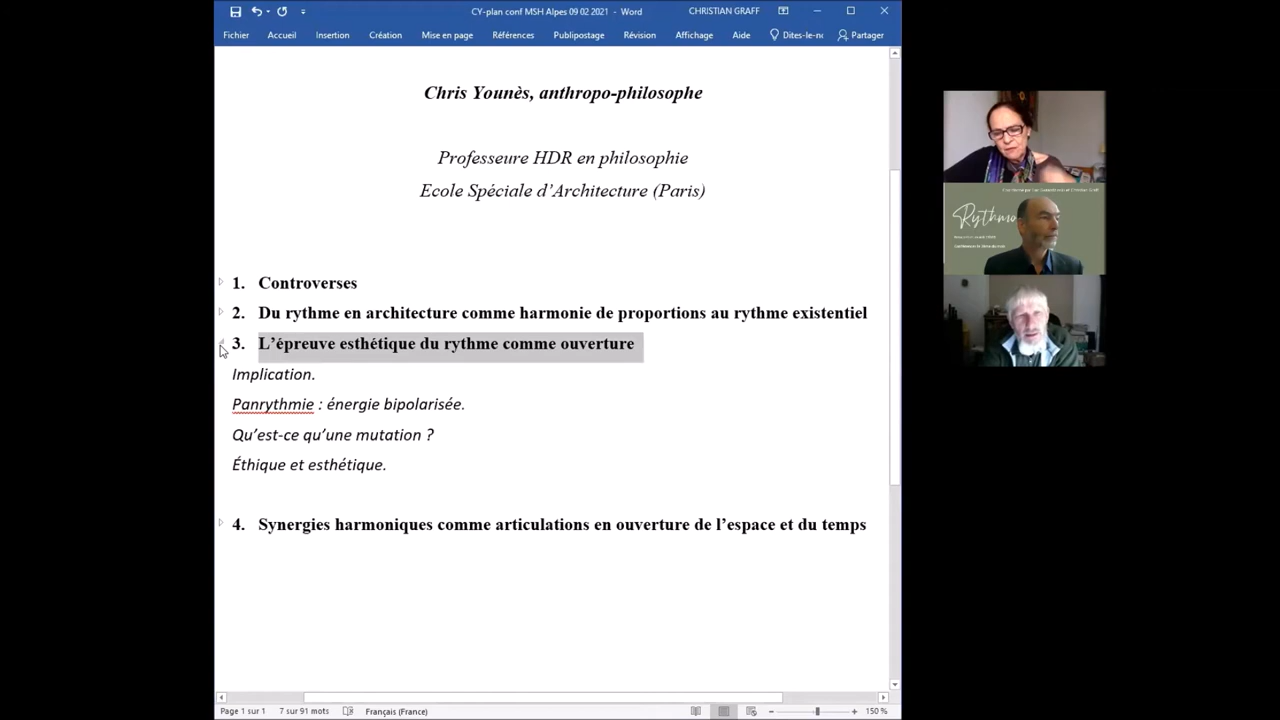 CY-plan conf MSH Alpes 09 02 2021 - Word
CHRISTIAN GRAFF
Fichier Accueil Insertion Création Mise en page Références Publipostage Révision Affichage Aide Dites-le-no Partager
Chris Younès, anthropo-philosophe
Professeure HDR en philosophie
Ecole Spéciale d’Architecture (Paris)
1. Controverses
2. Du rythme en architecture comme harmonie de proportions au rythme existentiel
3. L’épreuve esthétique du rythme comme ouverture
Implication.
Panrythmie : énergie bipolarisée.
Qu’est-ce qu’une mutation ?
Éthique et esthétique.
4. Synergies harmoniques comme articulations en ouverture de l’espace et du temps
Page 1 sur 1 7 sur 91 mots Français (France) 150 %
Rythmo